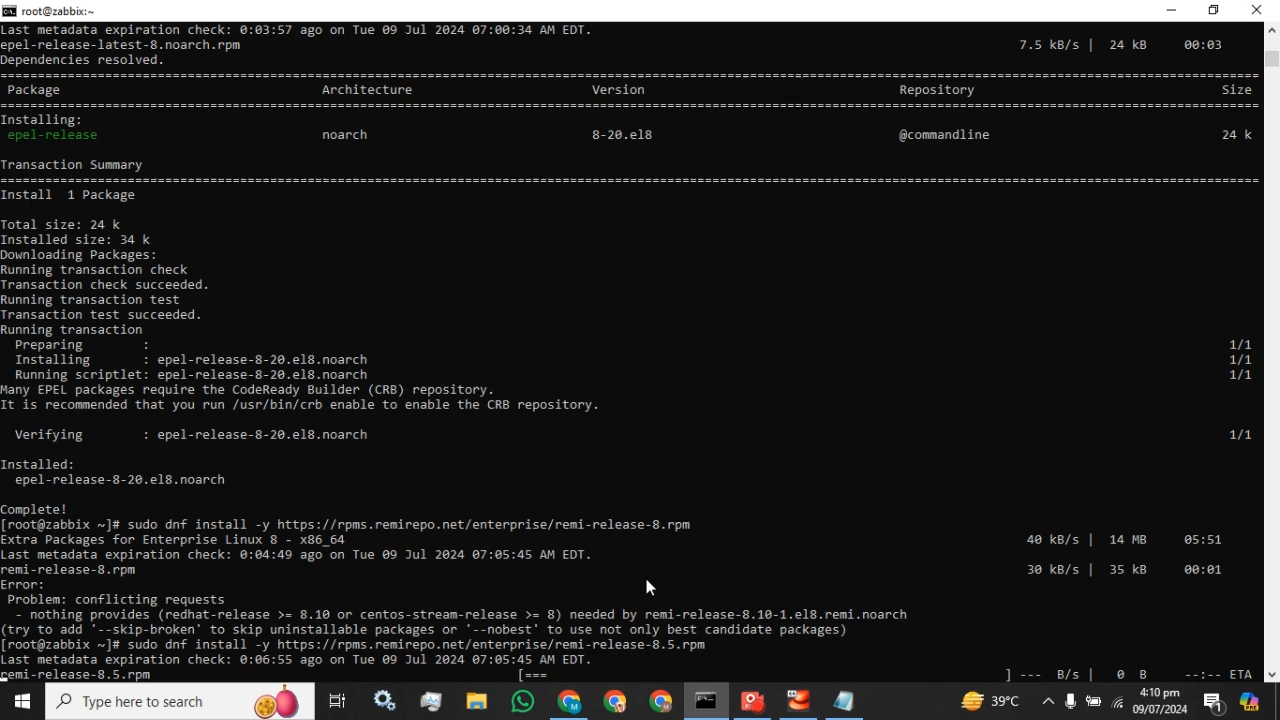 root@zabbix:~
Last metadata expiration check: 0:03:57 ago on Tue 09 Jul 2024 07:00:34 AM EDT.
epel-release-latest-8.noarch.rpm 7.5 kB/s | 24 kB 00:03
Dependencies resolved.
Package Architecture Version Repository Size
Installing:
epel-release noarch 8-20.el8 @commandline 24 k
Transaction Summary
Install 1 Package
Total size: 24 k
Installed size: 34 k
Downloading Packages:
Running transaction check
Transaction check succeeded.
Running transaction test
Transaction test succeeded.
Running transaction
Preparing : 1/1
Installing : epel-release-8-20.el8.noarch 1/1
Running scriptlet: epel-release-8-20.el8.noarch 1/1
Many EPEL packages require the CodeReady Builder (CRB) repository.
It is recommended that you run /usr/bin/crb enable to enable the CRB repository.
Verifying : epel-release-8-20.el8.noarch 1/1
Installed:
epel-release-8-20.el8.noarch
Complete!
[root@zabbix ~]# sudo dnf install -y https://rpms.remirepo.net/enterprise/remi-release-8.rpm
Extra Packages for Enterprise Linux 8 - x86_64 40 kB/s | 14 MB 05:51
Last metadata expiration check: 0:04:49 ago on Tue 09 Jul 2024 07:05:45 AM EDT.
remi-release-8.rpm 30 kB/s | 35 kB 00:01
Error:
Problem: conflicting requests
- nothing provides (redhat-release >= 8.10 or centos-stream-release >= 8) needed by remi-release-8.10-1.el8.remi.noarch
(try to add '--skip-broken' to skip uninstallable packages or '--nobest' to use not only best candidate packages)
[root@zabbix ~]# sudo dnf install -y https://rpms.remirepo.net/enterprise/remi-release-8.5.rpm
Last metadata expiration check: 0:06:55 ago on Tue 09 Jul 2024 07:05:45 AM EDT.
remi-release-8.5.rpm [=== ] --- B/s | 0 B --:-- ETA
Type here to search
39°C
4:10 pm
09/07/2024
1
PRE